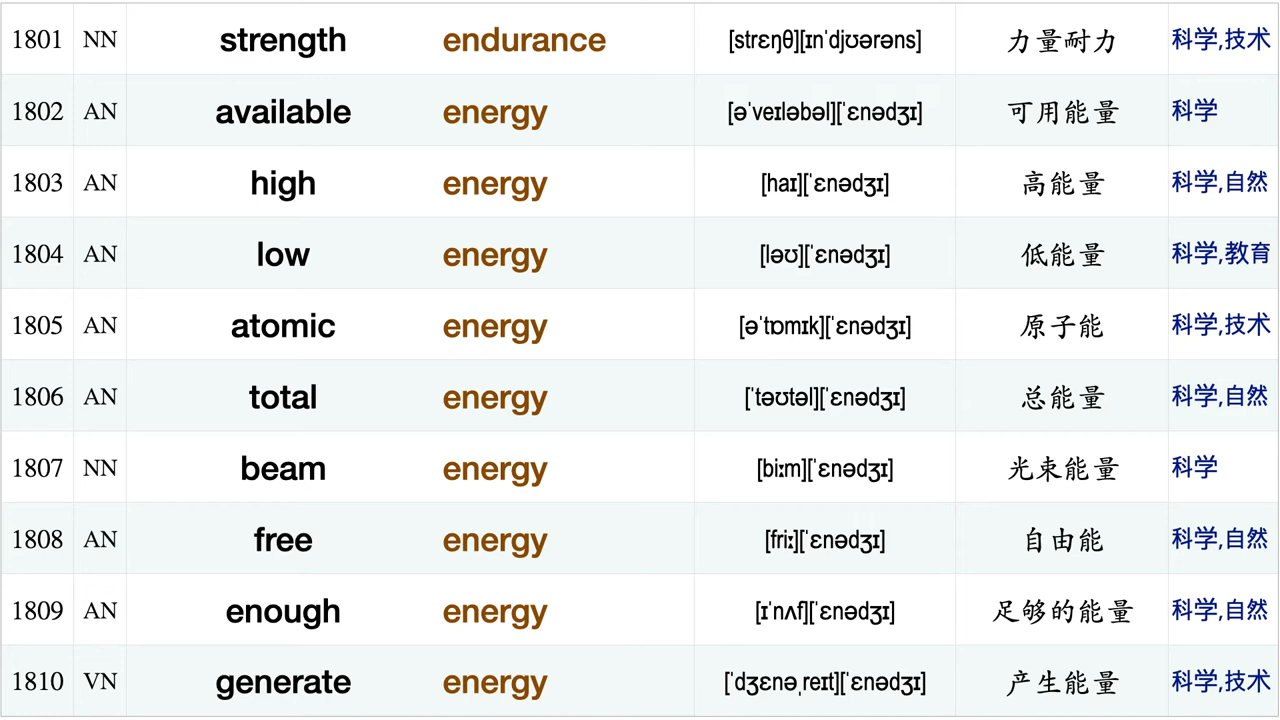 1801 NN strength endurance [strɛŋθ][ɪnˈdjʊərəns] 力量耐力 科学,技术
1802 AN available energy [əˈveɪləbəl][ˈɛnədʒɪ] 可用能量 科学
1803 AN high energy [haɪ][ˈɛnədʒɪ] 高能量 科学,自然
1804 AN low energy [ləʊ][ˈɛnədʒɪ] 低能量 科学,教育
1805 AN atomic energy [əˈtɒmɪk][ˈɛnədʒɪ] 原子能 科学,技术
1806 AN total energy [ˈtəʊtəl][ˈɛnədʒɪ] 总能量 科学,自然
1807 NN beam energy [biːm][ˈɛnədʒɪ] 光束能量 科学
1808 AN free energy [friː][ˈɛnədʒɪ] 自由能 科学,自然
1809 AN enough energy [ɪˈnʌf][ˈɛnədʒɪ] 足够的能量 科学,自然
1810 VN generate energy [ˈdʒɛnəˌreɪt][ˈɛnədʒɪ] 产生能量 科学,技术